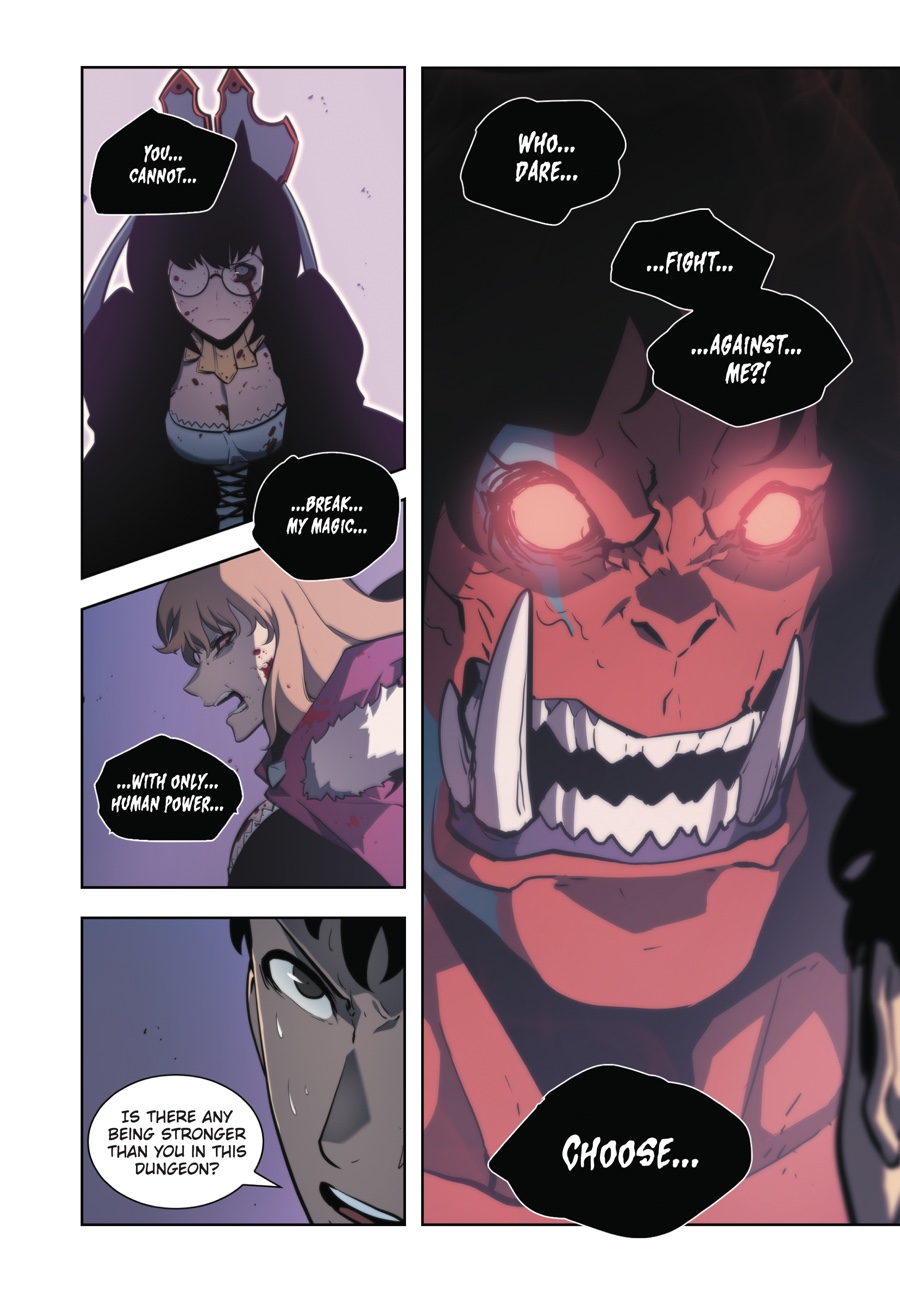 YOU...
CANNOT...
...BREAK...
MY MAGIC...
...WITH ONLY...
HUMAN POWER...
IS THERE ANY
BEING STRONGER
THAN YOU IN THIS
DUNGEON?
WHO...
DARE...
...FIGHT...
...AGAINST...
ME?!
CHOOSE...